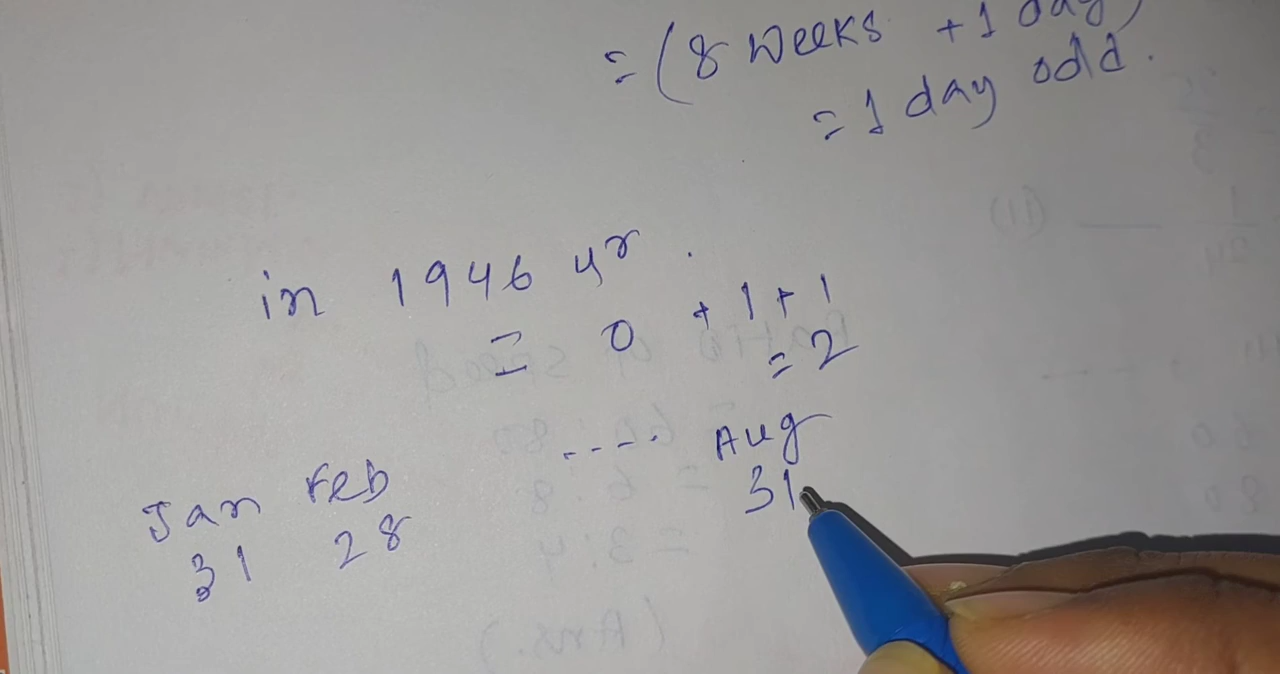 = (8 weeks + 1 day)
= 1 day odd.
in 1946 yr.
= 0 + 1 + 1
= 2
Jan Feb ---- Aug
31 28 31